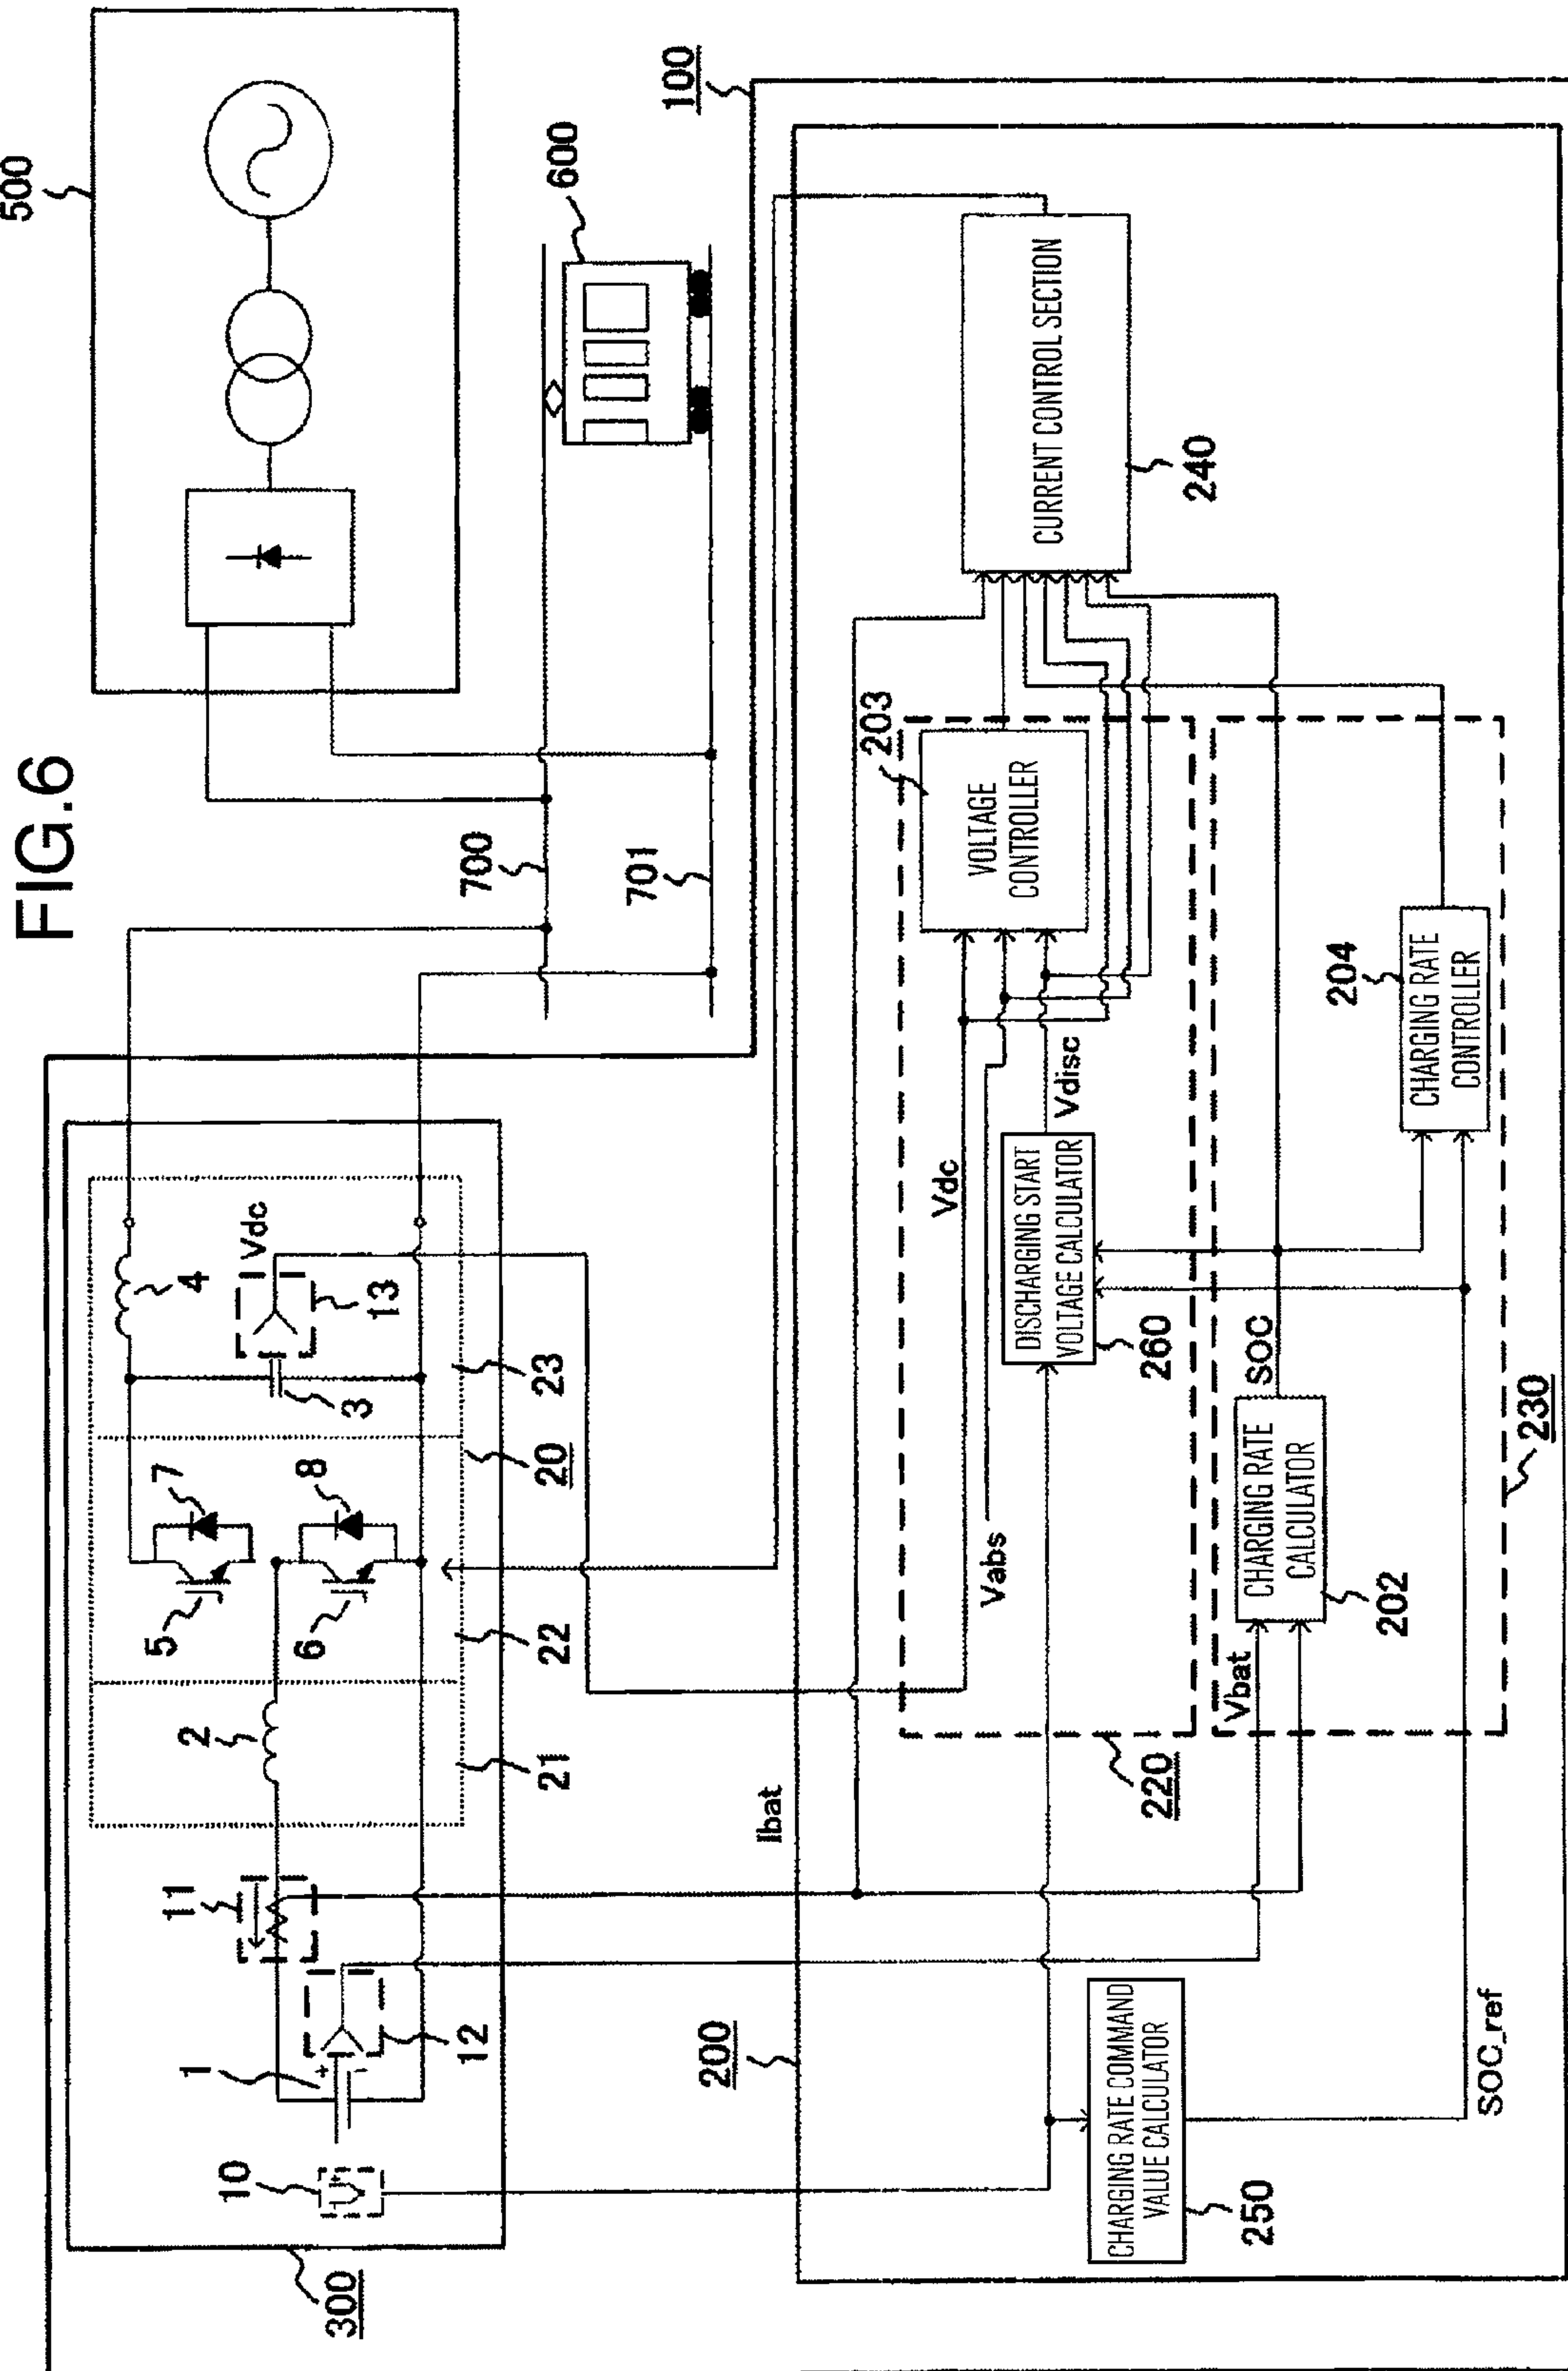 FIG.6
500
600
700
701
100
300
10
1
12
11
2
21
5
7
6
8
22
20
4
Vdc
13
3
23
200
Ibat
CURRENT CONTROL SECTION
240
203
VOLTAGE
CONTROLLER
Vdc
Vabs
Vdisc
DISCHARGING START
VOLTAGE CALCULATOR
260
220
204
CHARGING RATE
CONTROLLER
SOC
CHARGING RATE
CALCULATOR
202
Vbat
230
CHARGING RATE COMMAND
VALUE CALCULATOR
250
SOC_ref